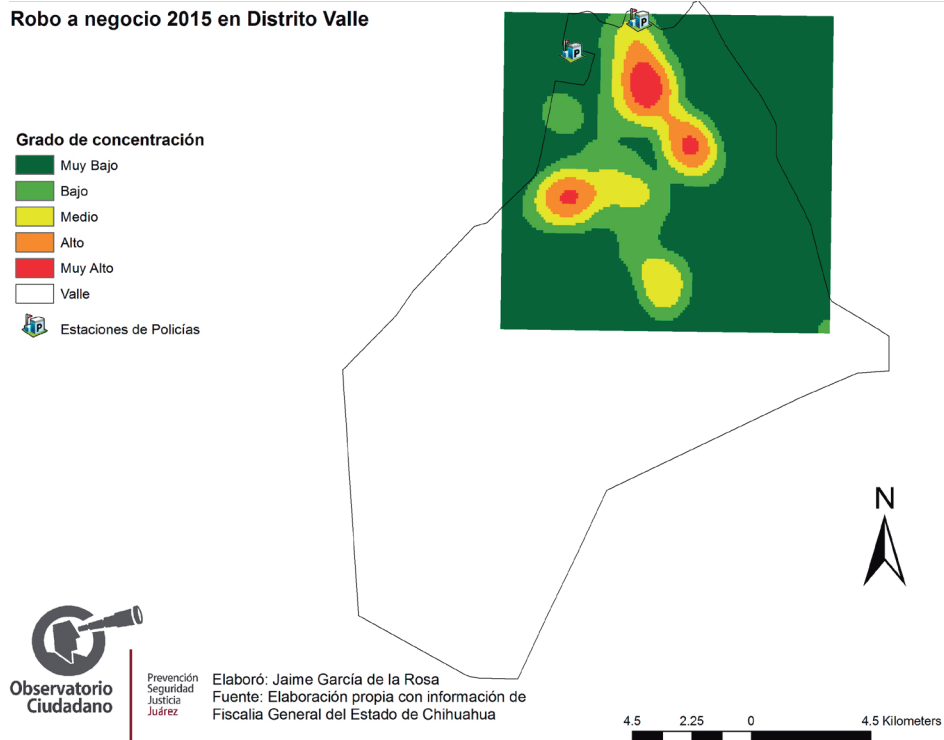 Robo a negocio 2015 en Distrito Valle
Grado de concentración
Muy Bajo
Bajo
Medio
Alto
Muy Alto
Valle
Estaciones de Policías
P
P
P
N
4.5 2.25 0 4.5 Kilometers
Observatorio
Ciudadano
Prevención
Seguridad
Justicia
Juárez
Elaboró: Jaime García de la Rosa
Fuente: Elaboración propia con información de
Fiscalia General del Estado de Chihuahua